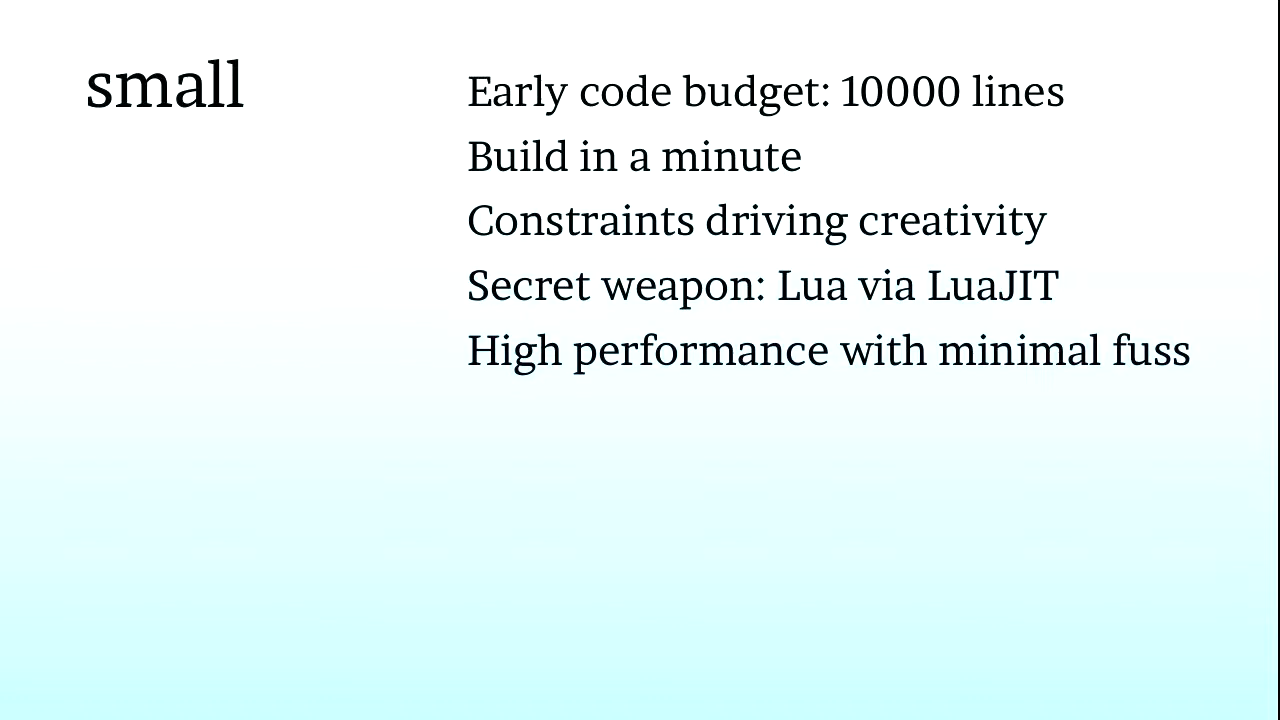 small
Early code budget: 10000 lines
Build in a minute
Constraints driving creativity
Secret weapon: Lua via LuaJIT
High performance with minimal fuss